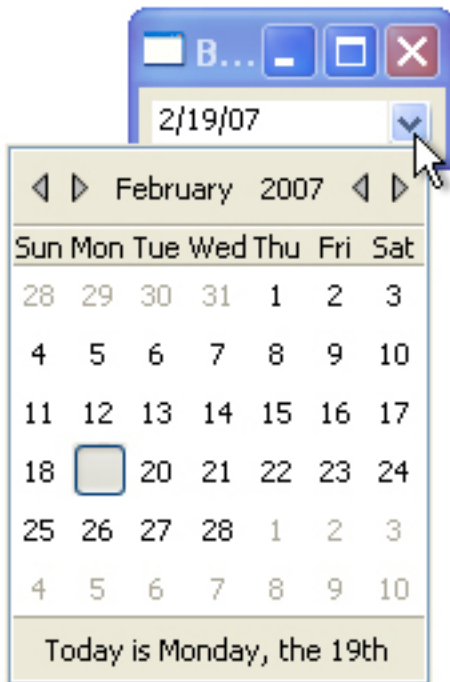 B...
2/19/07
February 2007
Sun Mon Tue Wed Thu Fri Sat
28 29 30 31 1 2 3
4 5 6 7 8 9 10
11 12 13 14 15 16 17
18 20 21 22 23 24
25 26 27 28 1 2 3
4 5 6 7 8 9 10
Today is Monday, the 19th